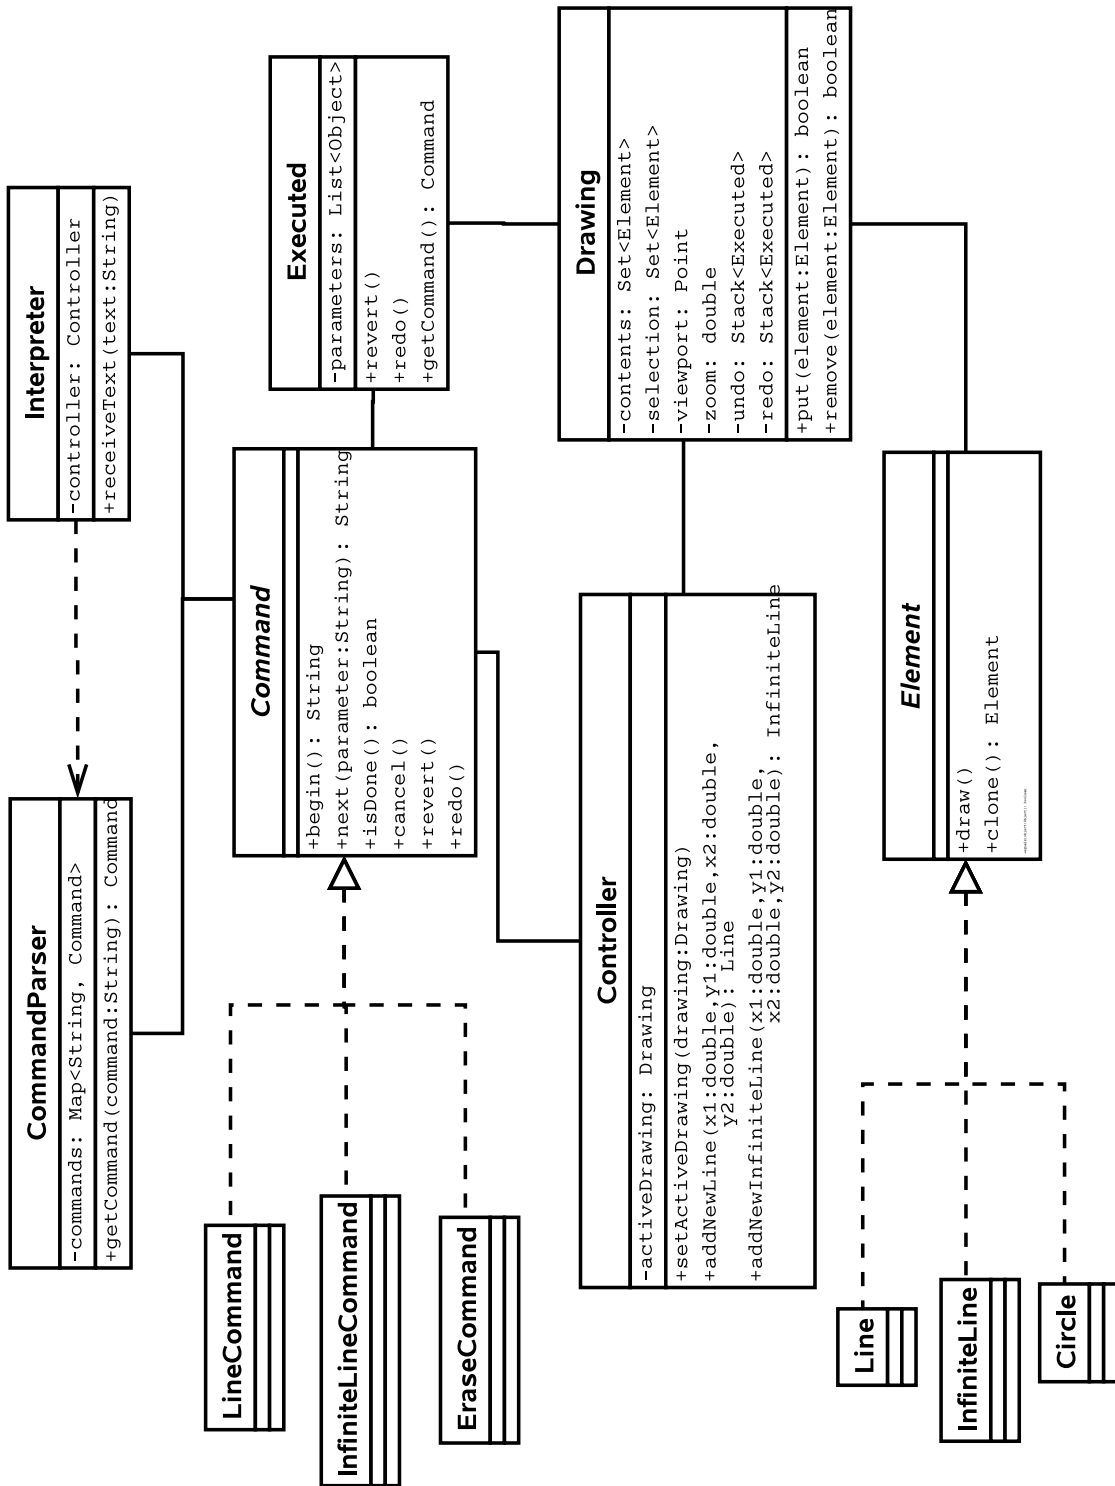 CommandParser
-commands: Map<String, Command>
+getCommand(command:String): Command
Interpreter
-controller: Controller
+receiveText(text:String)
LineCommand
InfiniteLineCommand
EraseCommand
Command
+begin(): String
+next(parameter:String): String
+isDone(): boolean
+cancel()
+revert()
+redo()
Executed
-parameters: List<Object>
+revert()
+redo()
+getCommand(): Command
Controller
-activeDrawing: Drawing
+setActiveDrawing(drawing:Drawing)
+addNewLine(x1:double,y1:double,x2:double,
y2:double): Line
+addNewInfiniteLine(x1:double,y1:double,
x2:double,y2:double): InfiniteLine
Drawing
-contents: Set<Element>
-selection: Set<Element>
-viewport: Point
-zoom: double
-undo: Stack<Executed>
-redo: Stack<Executed>
+put(element:Element): boolean
+remove(element:Element): boolean
Line
InfiniteLine
Circle
Element
+draw()
+clone(): Element